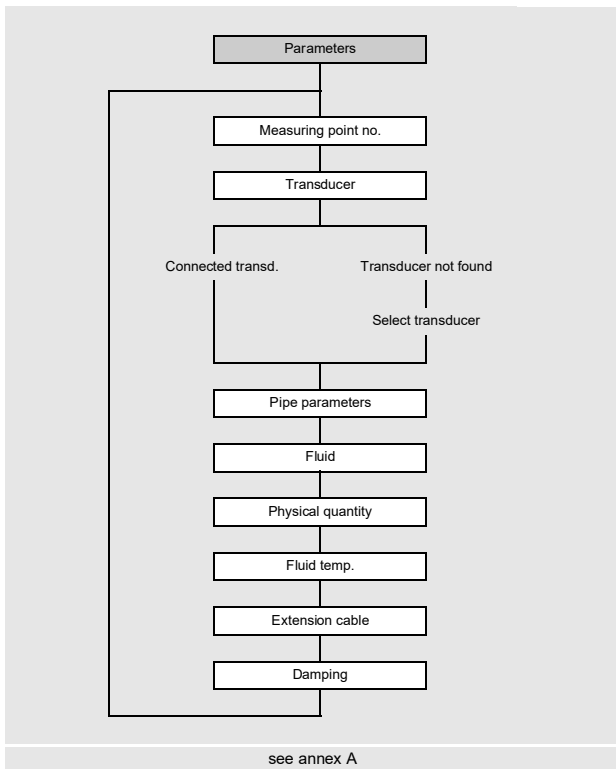 Parameters
Measuring point no.
Transducer
Connected transd.
Transducer not found
Select transducer
Pipe parameters
Fluid
Physical quantity
Fluid temp.
Extension cable
Damping
see annex A